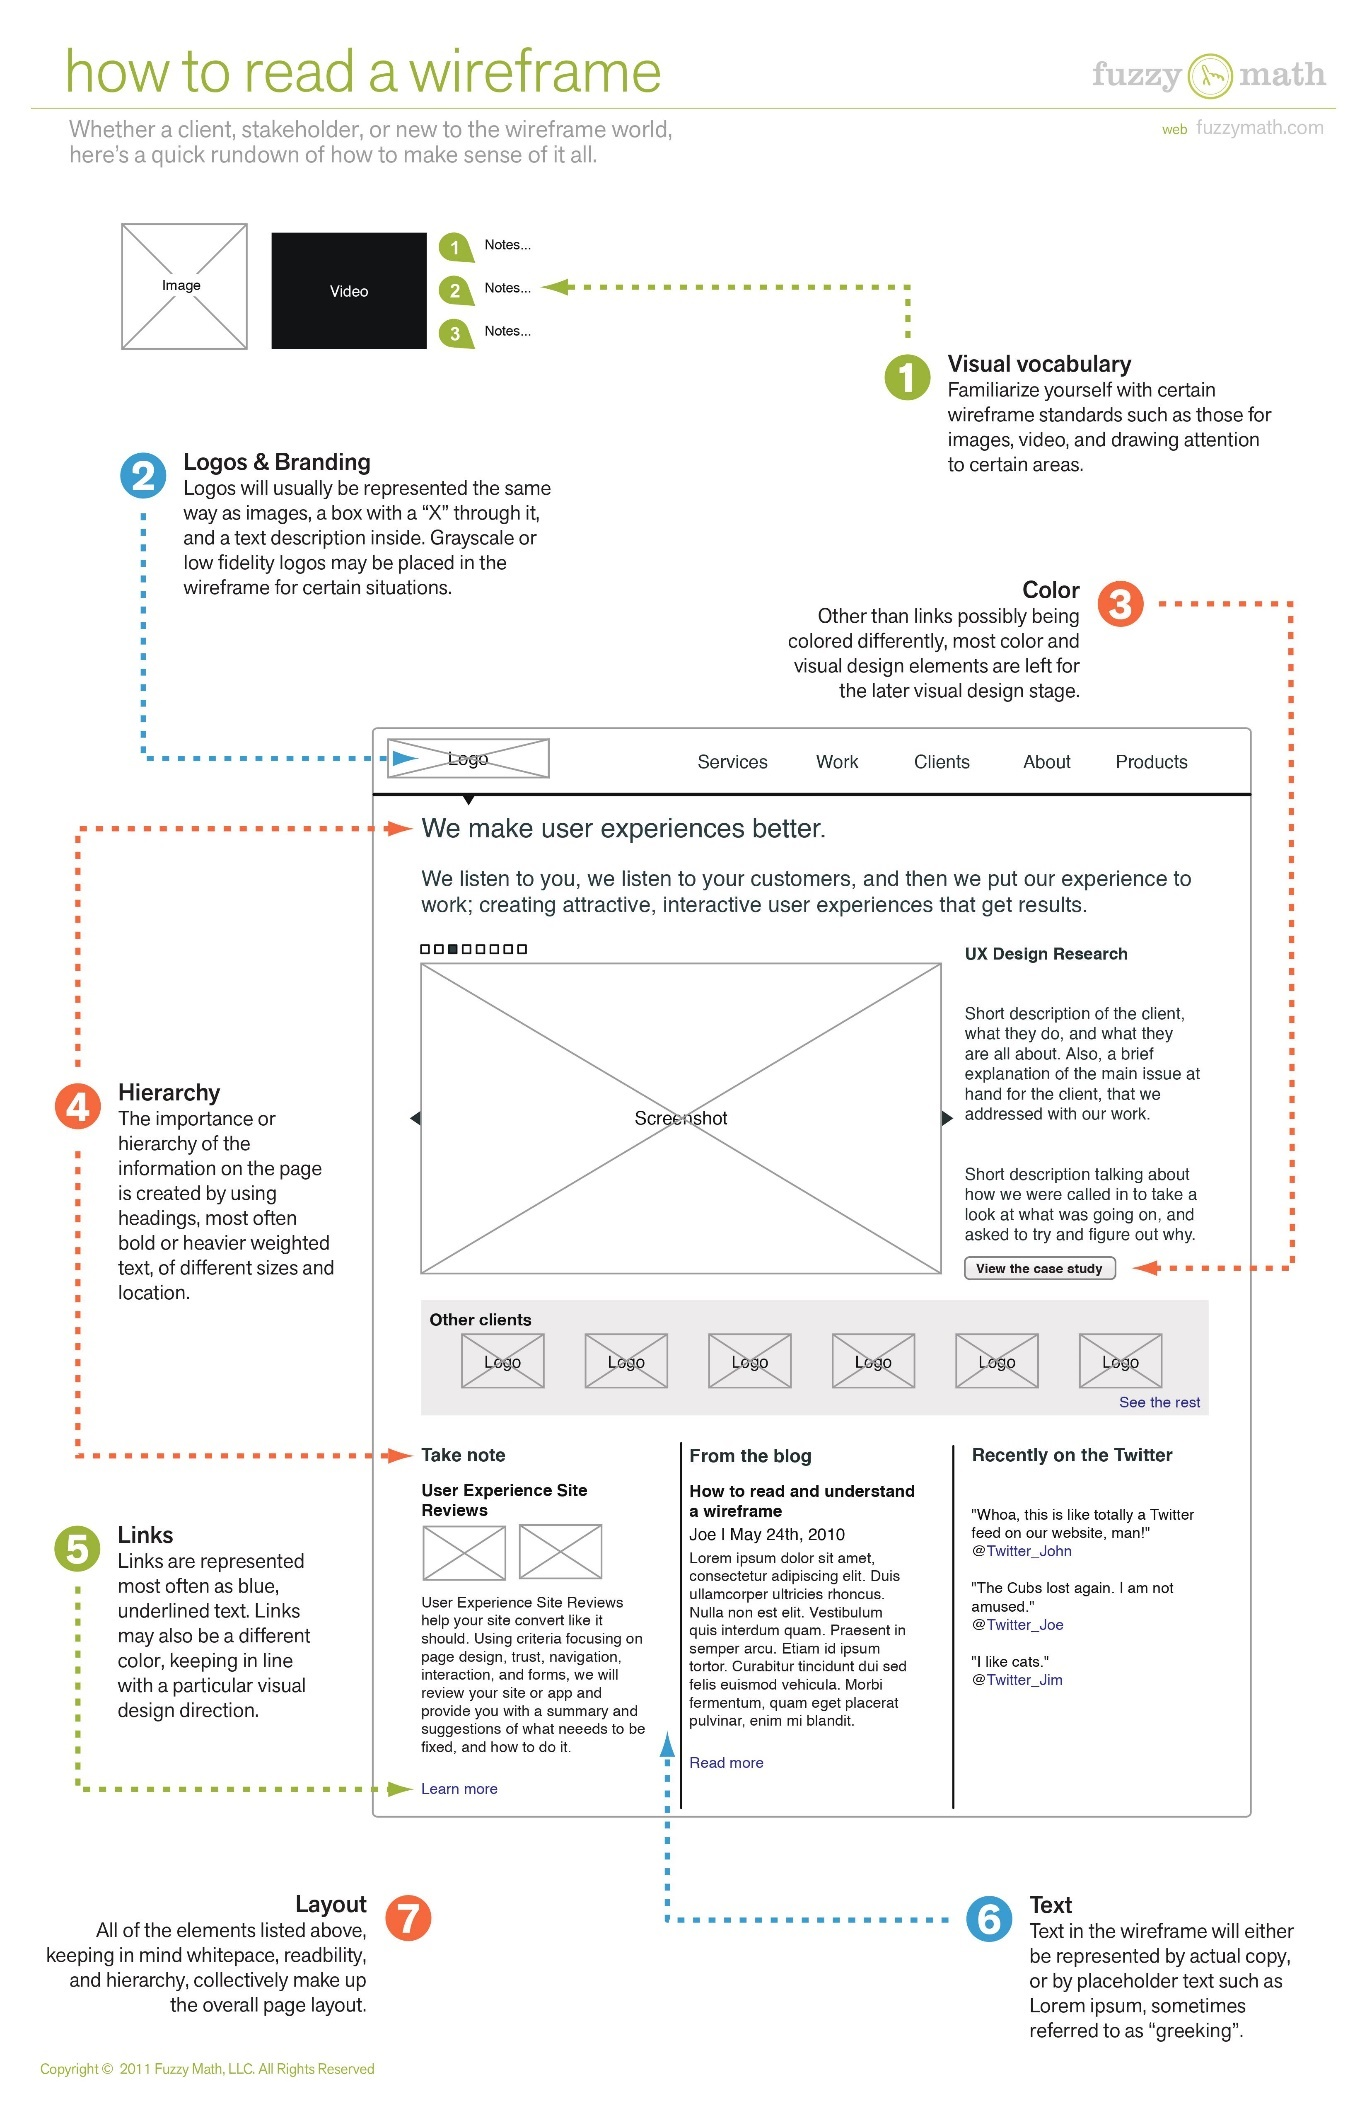 how to read a wireframe
fuzzy math
Whether a client, stakeholder, or new to the wireframe world,
here's a quick rundown of how to make sense of it all.
web fuzzymath.com
Image
Video
1 Notes...
2 Notes...
3 Notes...
1 Visual vocabulary
Familiarize yourself with certain
wireframe standards such as those for
images, video, and drawing attention
to certain areas.
2 Logos & Branding
Logos will usually be represented the same
way as images, a box with a “X” through it,
and a text description inside. Grayscale or
low fidelity logos may be placed in the
wireframe for certain situations.
Color 3
Other than links possibly being
colored differently, most color and
visual design elements are left for
the later visual design stage.
Logo
Services Work Clients About Products
We make user experiences better.
We listen to you, we listen to your customers, and then we put our experience to
work; creating attractive, interactive user experiences that get results.
Screenshot
UX Design Research
Short description of the client,
what they do, and what they
are all about. Also, a brief
explanation of the main issue at
hand for the client, that we
addressed with our work.
Short description talking about
how we were called in to take a
look at what was going on, and
asked to try and figure out why.
View the case study
4 Hierarchy
The importance or
hierarchy of the
information on the page
is created by using
headings, most often
bold or heavier weighted
text, of different sizes and
location.
Other clients
Logo Logo Logo Logo Logo Logo
See the rest
Take note
User Experience Site
Reviews
User Experience Site Reviews
help your site convert like it
should. Using criteria focusing on
page design, trust, navigation,
interaction, and forms, we will
review your site or app and
provide you with a summary and
suggestions of what neeeds to be
fixed, and how to do it.
Learn more
From the blog
How to read and understand
a wireframe
Joe I May 24th, 2010
Lorem ipsum dolor sit amet,
consectetur adipiscing elit. Duis
ullamcorper ultricies rhoncus.
Nulla non est elit. Vestibulum
quis interdum quam. Praesent in
semper arcu. Etiam id ipsum
tortor. Curabitur tincidunt dui sed
felis euismod vehicula. Morbi
fermentum, quam eget placerat
pulvinar, enim mi blandit.
Read more
Recently on the Twitter
"Whoa, this is like totally a Twitter
feed on our website, man!"
@Twitter_John
"The Cubs lost again. I am not
amused."
@Twitter_Joe
"I like cats."
@Twitter_Jim
5 Links
Links are represented
most often as blue,
underlined text. Links
may also be a different
color, keeping in line
with a particular visual
design direction.
Layout 7
All of the elements listed above,
keeping in mind whitepace, readbility,
and hierarchy, collectively make up
the overall page layout.
6 Text
Text in the wireframe will either
be represented by actual copy,
or by placeholder text such as
Lorem ipsum, sometimes
referred to as “greeking”.
Copyright © 2011 Fuzzy Math, LLC. All Rights Reserved